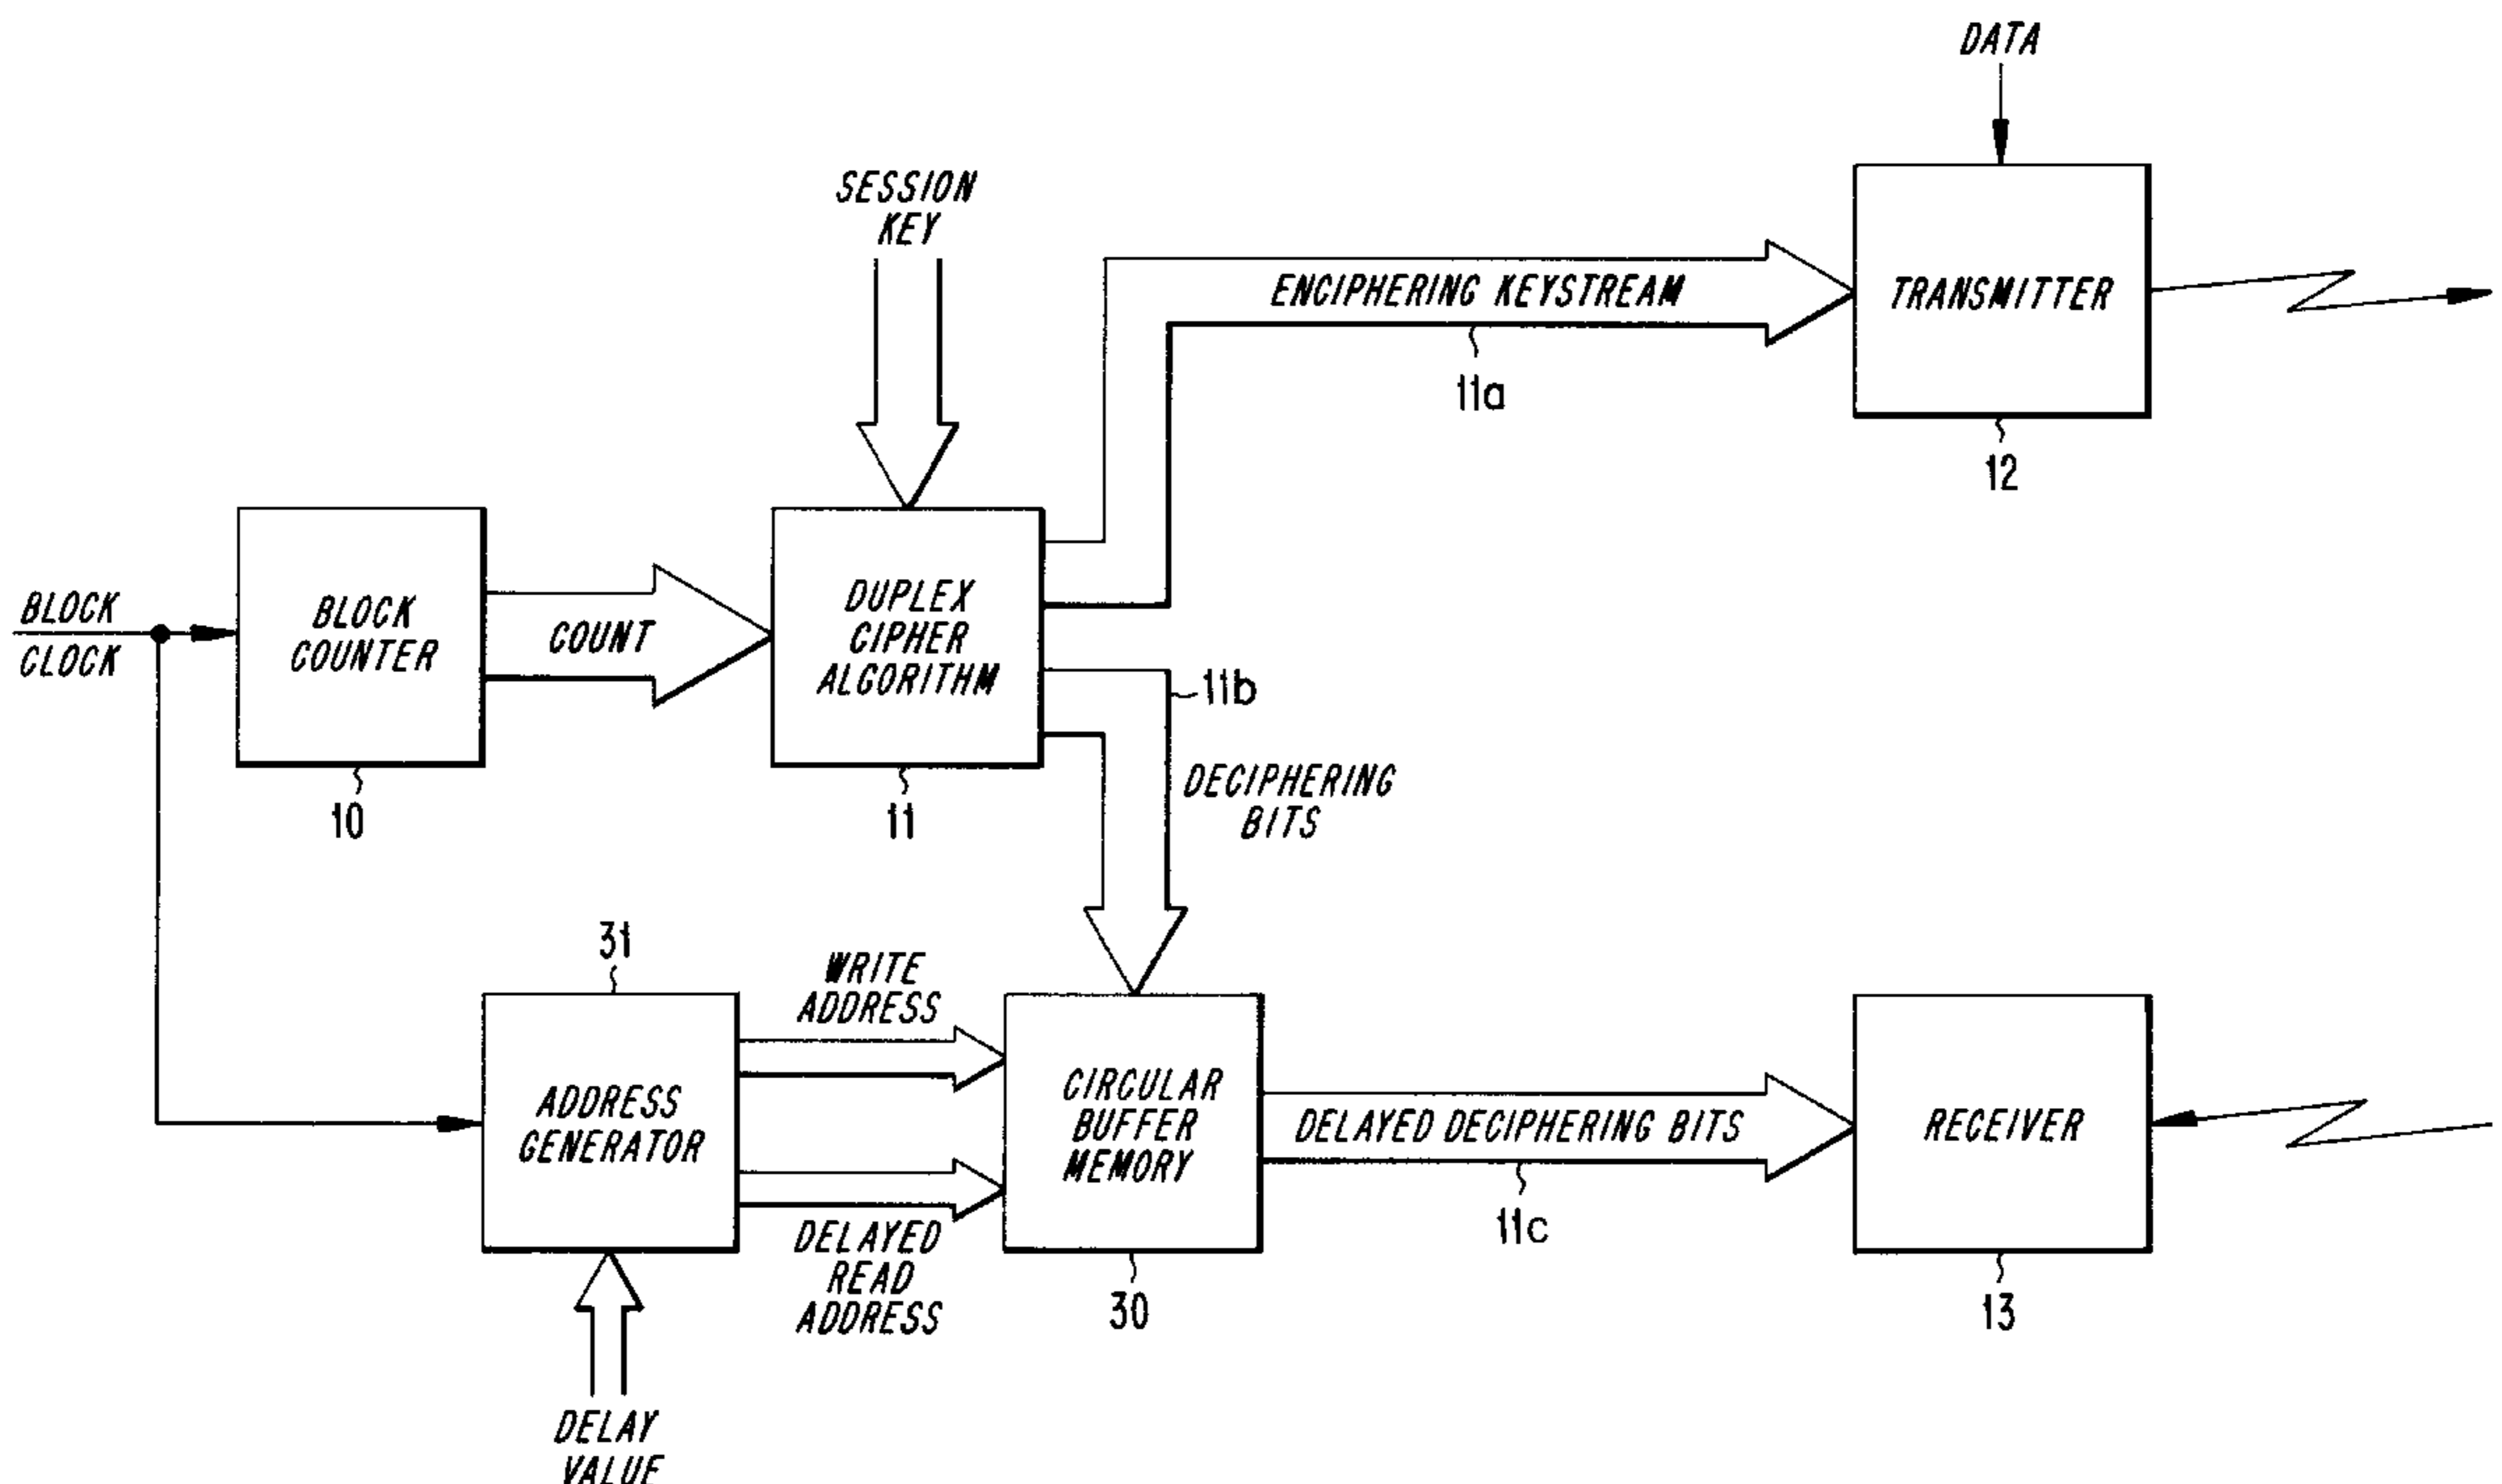 DATA
SESSION
KEY
ENCIPHERING KEYSTREAM
TRANSMITTER
11a
12
BLOCK
CLOCK
BLOCK
COUNTER
COUNT
DUPLEX
CIPHER
ALGORITHM
11b
DECIPHERING
BITS
10
11
31
WRITE
ADDRESS
ADDRESS
GENERATOR
CIRCULAR
BUFFER
MEMORY
DELAYED DECIPHERING BITS
RECEIVER
11c
DELAYED
READ
ADDRESS
30
13
DELAY
VALUE